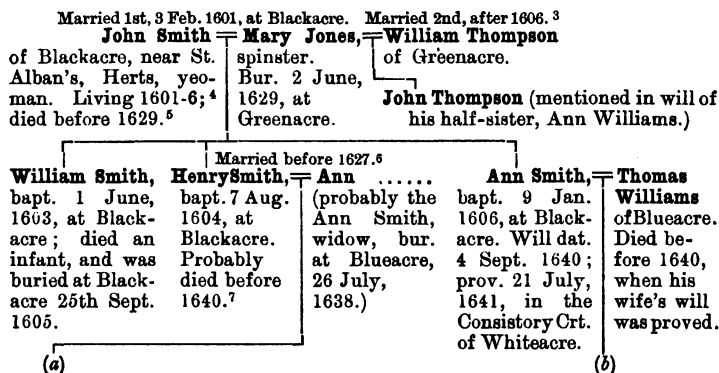 Married 1st, 3 Feb. 1601, at Blackacre. Married 2nd, after 1606. ³
John Smith = Mary Jones, = William Thompson
of Blackacre, near St.
Alban's, Herts, yeo-
man. Living 1601-6;⁴
died before 1629.⁵
spinster.
Bur. 2 June,
1629, at
Greenacre.
of Greenacre.
John Thompson (mentioned in will of
his half-sister, Ann Williams.)
Married before 1627.⁶
William Smith,
bapt. 1 June,
1603, at Black-
acre; died an
infant, and was
buried at Black-
acre 25th Sept.
1605.
Henry Smith,
bapt. 7 Aug.
1604, at
Blackacre.
Probably
died before
1640.⁷
= Ann ......
(probably the
Ann Smith,
widow, bur.
at Blueacre,
26 July,
1638.)
Ann Smith,
bapt. 9 Jan.
1606, at Black-
acre. Will dat.
4 Sept. 1640;
prov. 21 July,
1641, in the
Consistory Crt.
of Whiteacre.
= Thomas
Williams
of Blueacre.
Died be-
fore 1640,
when his
wife's will
was proved.
(a)
(b)